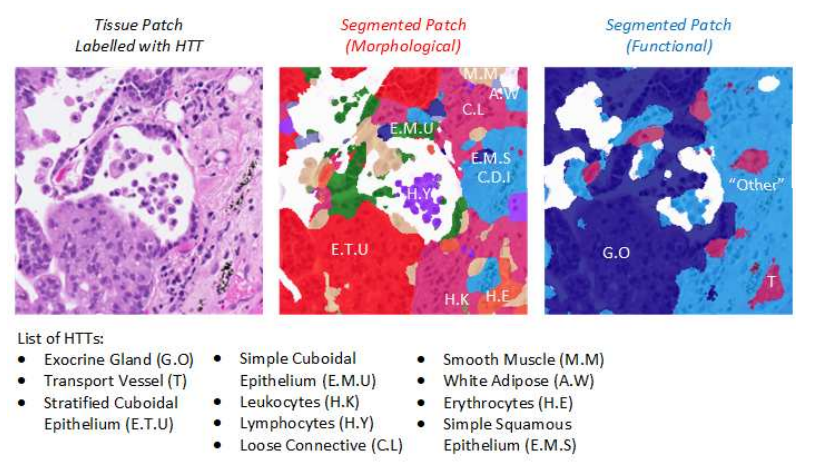 Tissue Patch
Labelled with HTT
Segmented Patch
(Morphological)
Segmented Patch
(Functional)
M.M
A.W
C.L
E.M.U
E.M.S
C.D.I
H.Y
E.T.U
H.K
H.E
"Other"
G.O
T
List of HTTs:
• Exocrine Gland (G.O)
• Transport Vessel (T)
• Stratified Cuboidal
Epithelium (E.T.U)
• Simple Cuboidal
Epithelium (E.M.U)
• Leukocytes (H.K)
• Lymphocytes (H.Y)
• Loose Connective (C.L)
• Smooth Muscle (M.M)
• White Adipose (A.W)
• Erythrocytes (H.E)
• Simple Squamous
Epithelium (E.M.S)